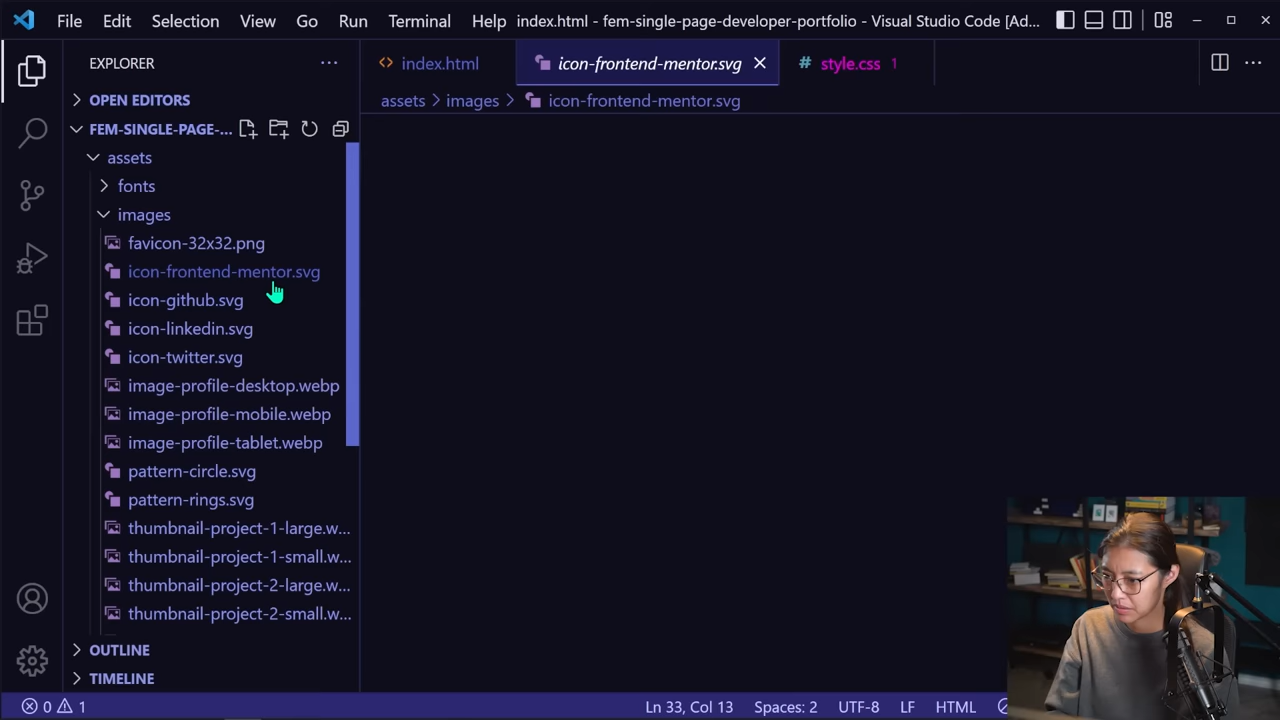 File Edit Selection View Go Run Terminal Help index.html - fem-single-page-developer-portfolio - Visual Studio Code [Ad...
EXPLORER
OPEN EDITORS
FEM-SINGLE-PAGE-...
assets
fonts
images
favicon-32x32.png
icon-frontend-mentor.svg
icon-github.svg
icon-linkedin.svg
icon-twitter.svg
image-profile-desktop.webp
image-profile-mobile.webp
image-profile-tablet.webp
pattern-circle.svg
pattern-rings.svg
thumbnail-project-1-large.w...
thumbnail-project-1-small.w...
thumbnail-project-2-large.w...
thumbnail-project-2-small.w...
OUTLINE
TIMELINE
index.html icon-frontend-mentor.svg # style.css 1
assets > images > icon-frontend-mentor.svg
0 1 Ln 33, Col 13 Spaces: 2 UTF-8 LF HTML